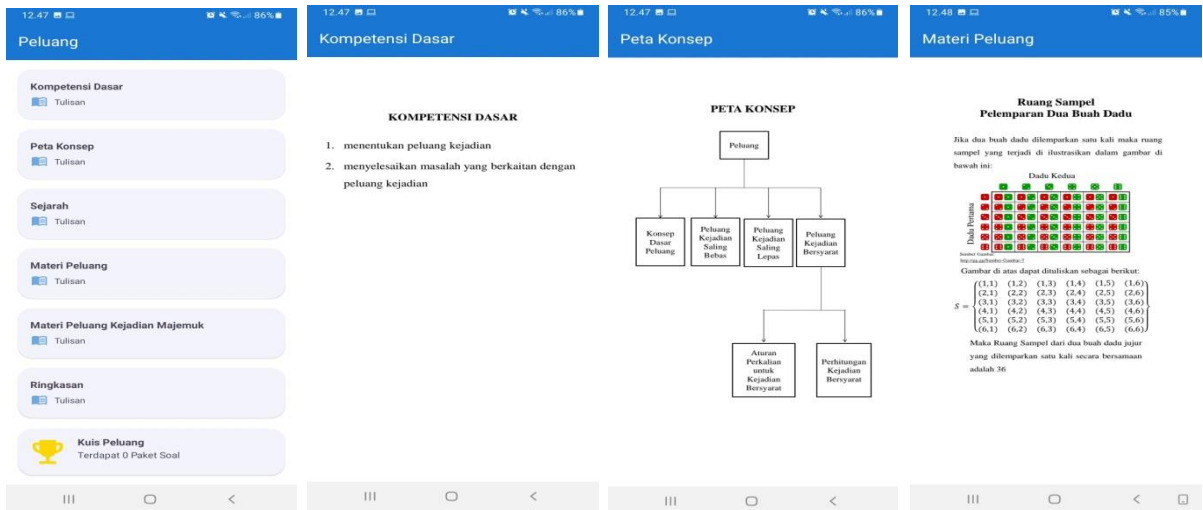 12.47 86%
Peluang
Kompetensi Dasar
Tulisan
Peta Konsep
Tulisan
Sejarah
Tulisan
Materi Peluang
Tulisan
Materi Peluang Kejadian Majemuk
Tulisan
Ringkasan
Tulisan
Kuis Peluang
Terdapat 0 Paket Soal
12.47 86%
Kompetensi Dasar
KOMPETENSI DASAR
1. menentukan peluang kejadian
2. menyelesaikan masalah yang berkaitan dengan
peluang kejadian
12.47 86%
Peta Konsep
PETA KONSEP
Peluang
Konsep
Dasar
Peluang
Peluang
Kejadian
Saling
Bebas
Peluang
Kejadian
Saling
Lepas
Peluang
Kejadian
Bersyarat
Aturan
Perkalian
untuk
Kejadian
Bersyarat
Perhitungan
Kejadian
Bersyarat
12.48 85%
Materi Peluang
Ruang Sampel
Pelemparan Dua Buah Dadu
Jika dua buah dadu dilemparkan satu kali maka ruang
sampel yang terjadi di ilustrasikan dalam gambar di
bawah ini:
Dadu Kedua
Dadu Pertama
Sumber Gambar:
Gambar di atas dapat dituliskan sebagai berikut:
(1,1) (1,2) (1,3) (1,4) (1,5) (1,6)
(2,1) (2,2) (2,3) (2,4) (2,5) (2,6)
S = (3,1) (3,2) (3,3) (3,4) (3,5) (3,6)
(4,1) (4,2) (4,3) (4,4) (4,5) (4,6)
(5,1) (5,2) (5,3) (5,4) (5,5) (5,6)
(6,1) (6,2) (6,3) (6,4) (6,5) (6,6)
Maka Ruang Sampel dari dua buah dadu jujur
yang dilemparkan satu kali secara bersamaan
adalah 36